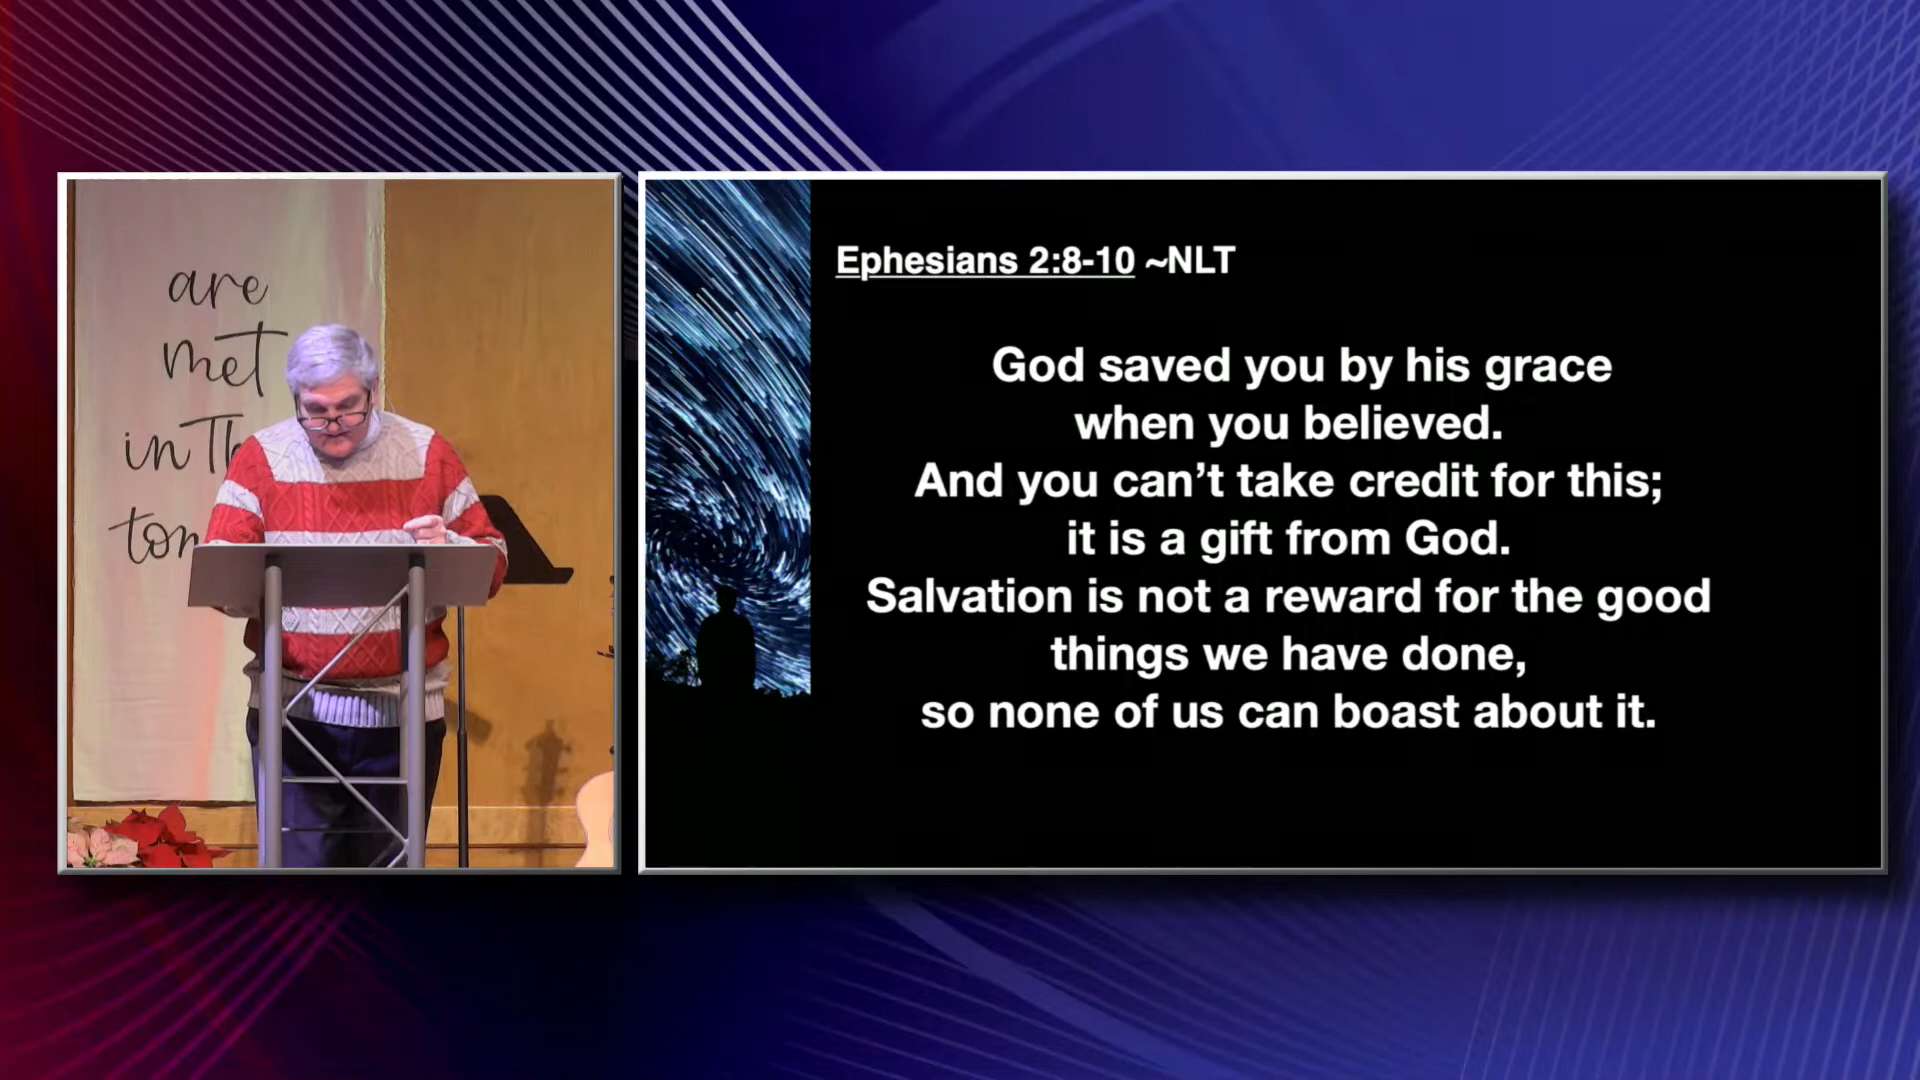 are
met
in
Ephesians 2:8-10 ~NLT
God saved you by his grace
when you believed.
And you can’t take credit for this;
it is a gift from God.
Salvation is not a reward for the good
things we have done,
so none of us can boast about it.